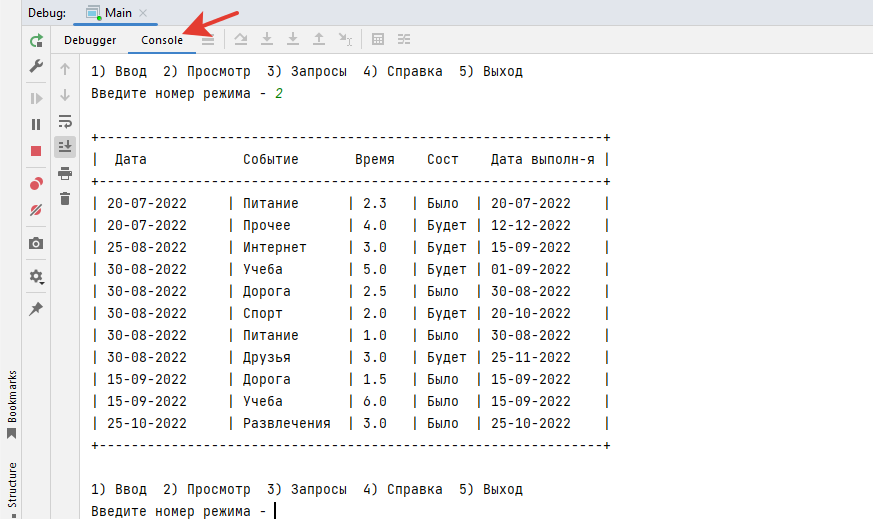 Debug: Main
Debugger Console
1) Ввод 2) Просмотр 3) Запросы 4) Справка 5) Выход
Введите номер режима - 2
+---------------------------------------------------------------+
| Дата Событие Время Сост Дата выполн-я |
+---------------------------------------------------------------+
| 20-07-2022 | Питание | 2.3 | Было | 20-07-2022 |
| 20-07-2022 | Прочее | 4.0 | Будет | 12-12-2022 |
| 25-08-2022 | Интернет | 3.0 | Будет | 15-09-2022 |
| 30-08-2022 | Учеба | 5.0 | Будет | 01-09-2022 |
| 30-08-2022 | Дорога | 2.5 | Было | 30-08-2022 |
| 30-08-2022 | Спорт | 2.0 | Будет | 20-10-2022 |
| 30-08-2022 | Питание | 1.0 | Было | 30-08-2022 |
| 30-08-2022 | Друзья | 3.0 | Будет | 25-11-2022 |
| 15-09-2022 | Дорога | 1.5 | Было | 15-09-2022 |
| 15-09-2022 | Учеба | 6.0 | Было | 15-09-2022 |
| 25-10-2022 | Развлечения | 3.0 | Было | 25-10-2022 |
+---------------------------------------------------------------+
1) Ввод 2) Просмотр 3) Запросы 4) Справка 5) Выход
Введите номер режима -
Bookmarks
Structure